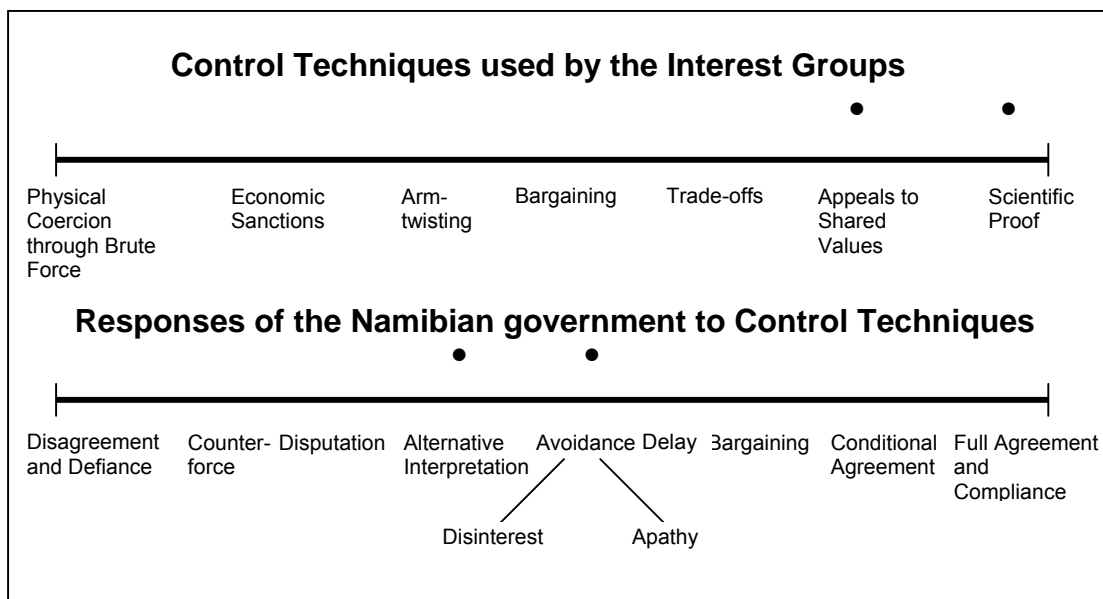 Control Techniques used by the Interest Groups
Physical
Coercion
through Brute
Force
Economic
Sanctions
Arm-
twisting
Bargaining
Trade-offs
Appeals to
Shared
Values
Scientific
Proof
Responses of the Namibian government to Control Techniques
Disagreement
and Defiance
Counter-
force
Disputation
Alternative
Interpretation
Avoidance
Delay
Bargaining
Conditional
Agreement
Full Agreement
and
Compliance
Disinterest
Apathy